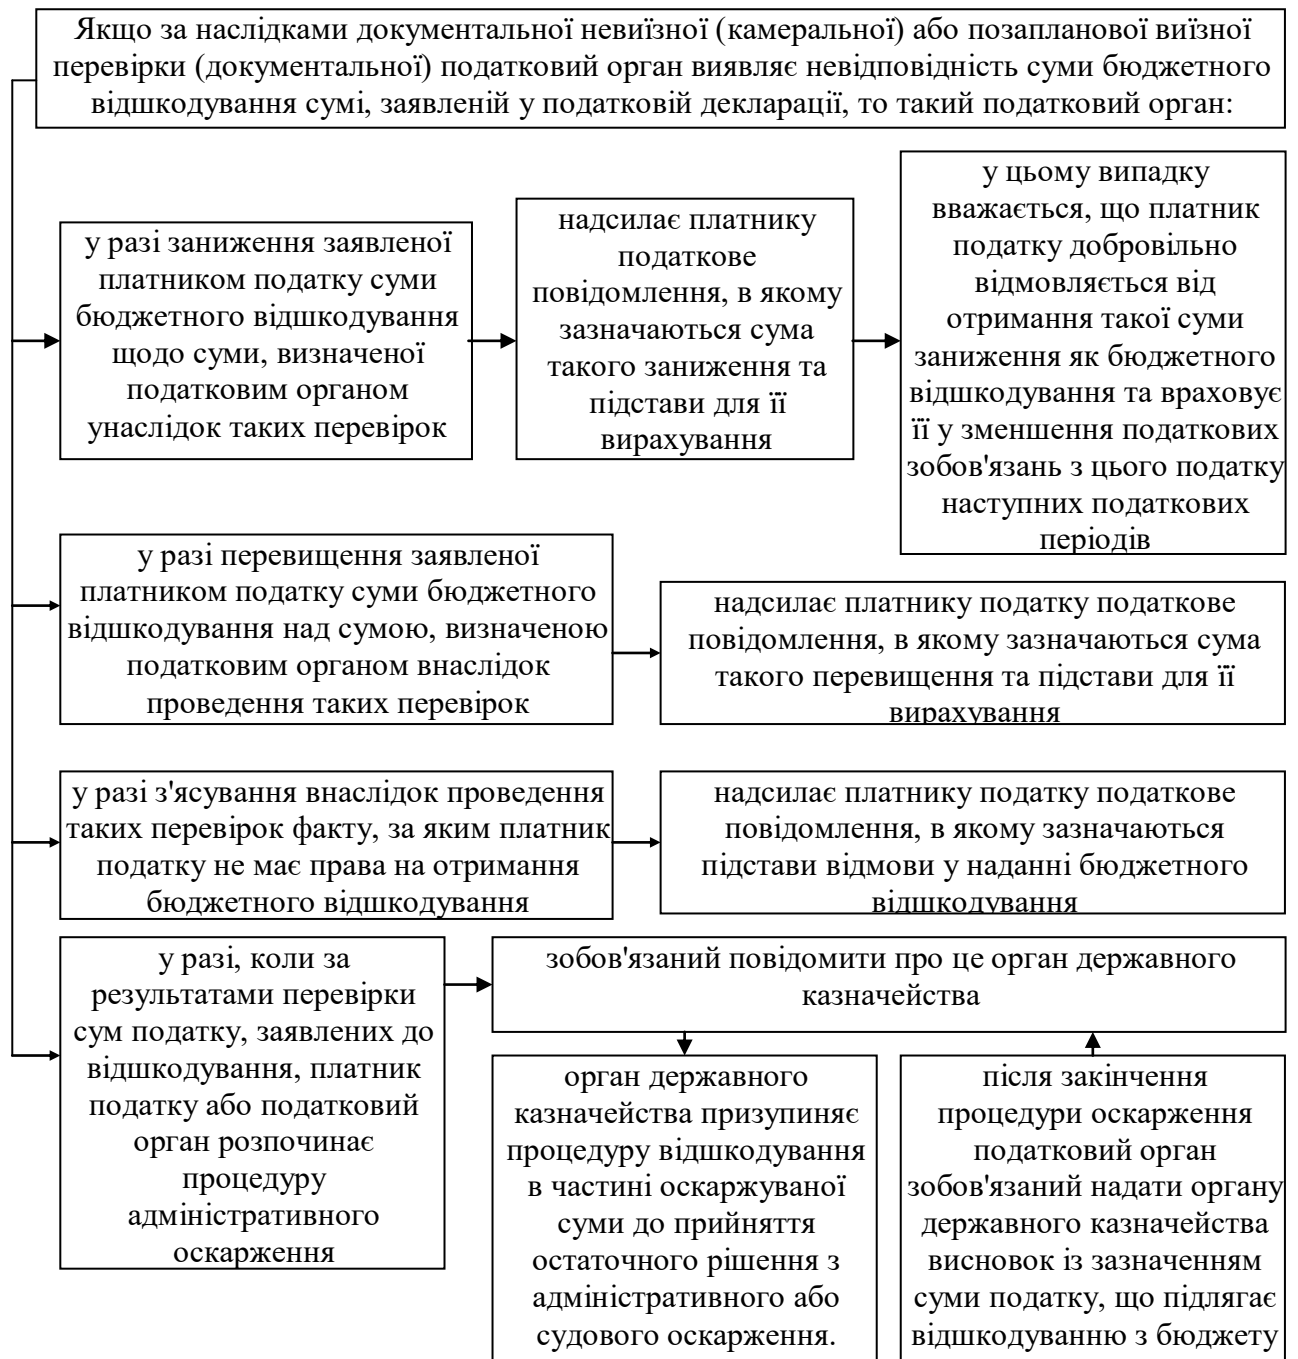 Якщо за наслідками документальної невиїзної (камеральної) або позапланової виїзної
перевірки (документальної) податковий орган виявляє невідповідність суми бюджетного
відшкодування сумі, заявленій у податковій декларації, то такий податковий орган:
у разі заниження заявленої
платником податку суми
бюджетного відшкодування
щодо суми, визначеної
податковим органом
унаслідок таких перевірок
надсилає платнику
податкове
повідомлення, в якому
зазначаються сума
такого заниження та
підстави для її
вирахування
у цьому випадку
вважається, що платник
податку добровільно
відмовляється від
отримання такої суми
заниження як бюджетного
відшкодування та враховує
її у зменшення податкових
зобов'язань з цього податку
наступних податкових
періодів
у разі перевищення заявленої
платником податку суми бюджетного
відшкодування над сумою, визначеною
податковим органом внаслідок
проведення таких перевірок
надсилає платнику податку податкове
повідомлення, в якому зазначаються сума
такого перевищення та підстави для її
вирахування
у разі з'ясування внаслідок проведення
таких перевірок факту, за яким платник
податку не має права на отримання
бюджетного відшкодування
надсилає платнику податку податкове
повідомлення, в якому зазначаються
підстави відмови у наданні бюджетного
відшкодування
у разі, коли за
результатами перевірки
сум податку, заявлених до
відшкодування, платник
податку або податковий
орган розпочинає
процедуру
адміністративного
оскарження
зобов'язаний повідомити про це орган державного
казначейства
орган державного
казначейства призупиняє
процедуру відшкодування
в частині оскаржуваної
суми до прийняття
остаточного рішення з
адміністративного або
судового оскарження.
після закінчення
процедури оскарження
податковий орган
зобов'язаний надати органу
державного казначейства
висновок із зазначенням
суми податку, що підлягає
відшкодуванню з бюджету